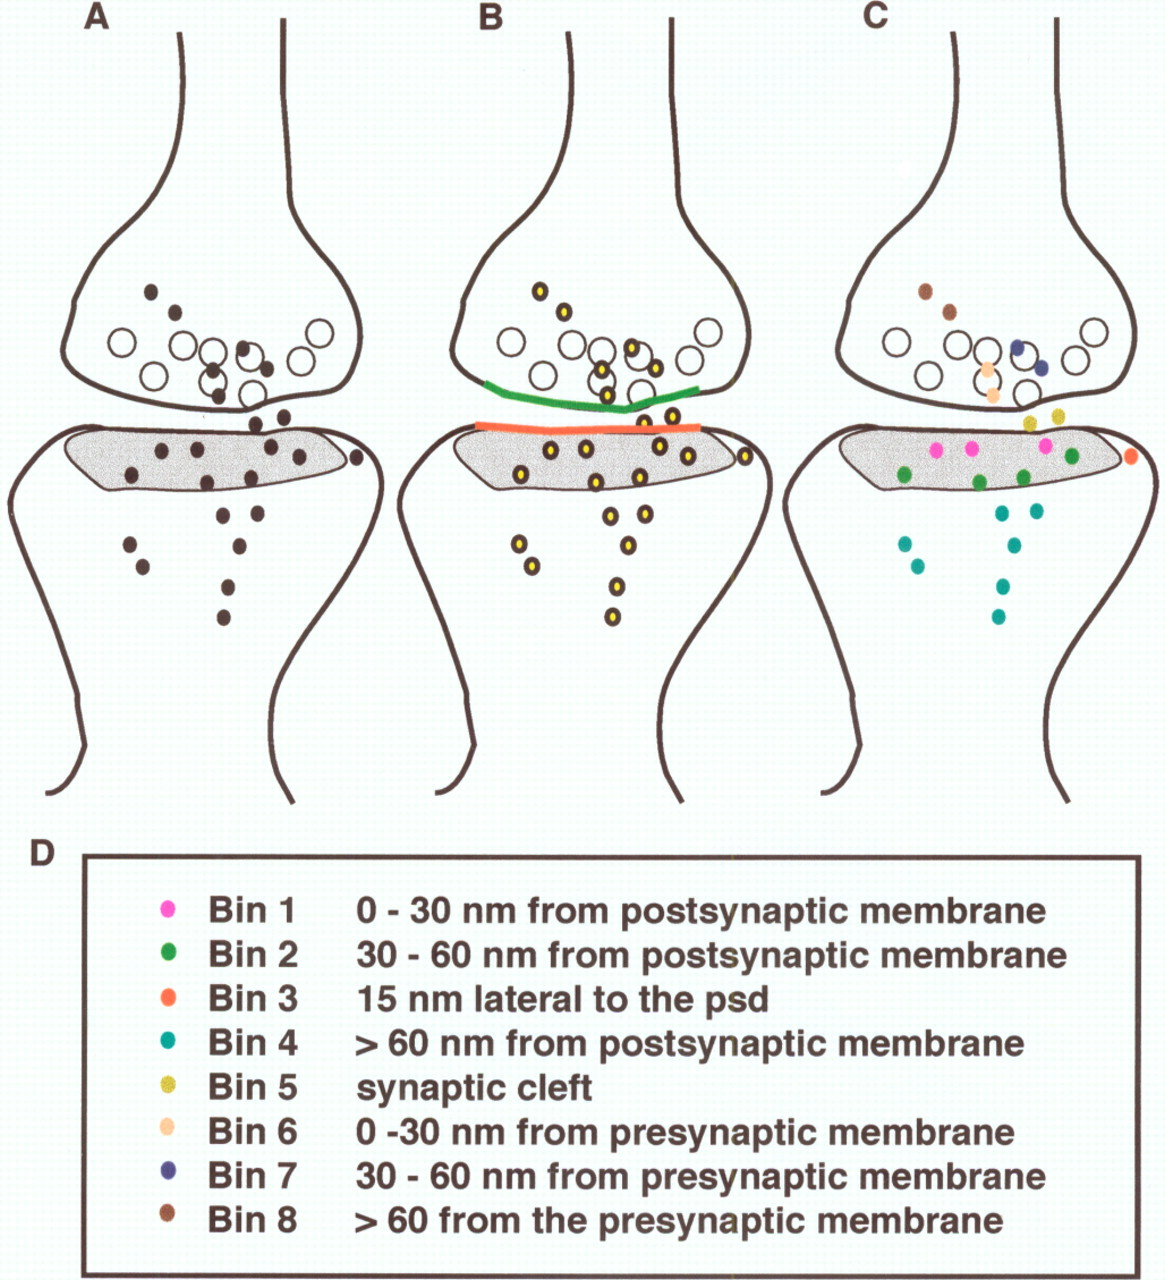 A B C
D
Bin 1 0 - 30 nm from postsynaptic membrane
Bin 2 30 - 60 nm from postsynaptic membrane
Bin 3 15 nm lateral to the psd
Bin 4 > 60 nm from postsynaptic membrane
Bin 5 synaptic cleft
Bin 6 0 -30 nm from presynaptic membrane
Bin 7 30 - 60 nm from presynaptic membrane
Bin 8 > 60 from the presynaptic membrane